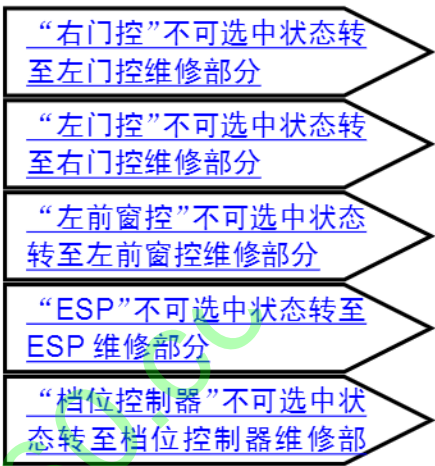 “右门控”不可选中状态转
至左门控维修部分
“左门控”不可选中状态转
至右门控维修部分
“左前窗控”不可选中状态
转至左前窗控维修部分
“ESP”不可选中状态转至
ESP 维修部分
“档位控制器”不可选中状
态转至档位控制器维修部